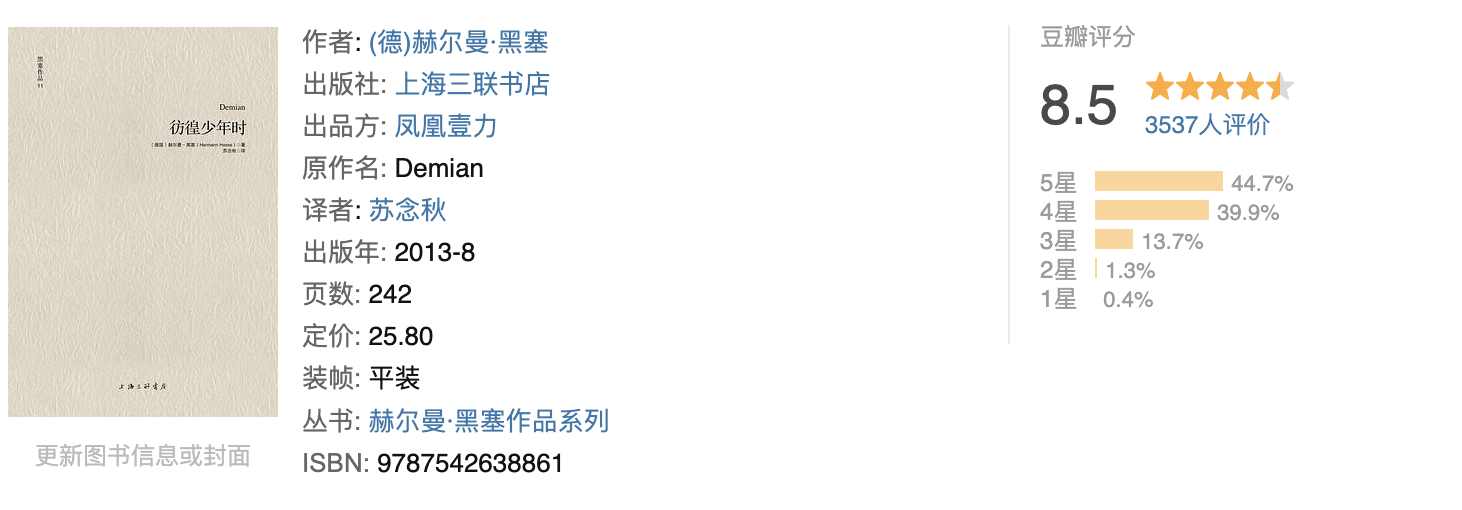 黑塞作品
11
Demian
彷徨少年时
〔德国〕赫尔曼·黑塞（Hermann Hesse）◇著
苏念秋◇译
上海三联书店
更新图书信息或封面
作者: (德)赫尔曼·黑塞
出版社: 上海三联书店
出品方: 凤凰壹力
原作名: Demian
译者: 苏念秋
出版年: 2013-8
页数: 242
定价: 25.80
装帧: 平装
丛书: 赫尔曼·黑塞作品系列
ISBN: 9787542638861
豆瓣评分
8.5
3537人评价
5星 44.7%
4星 39.9%
3星 13.7%
2星 1.3%
1星 0.4%